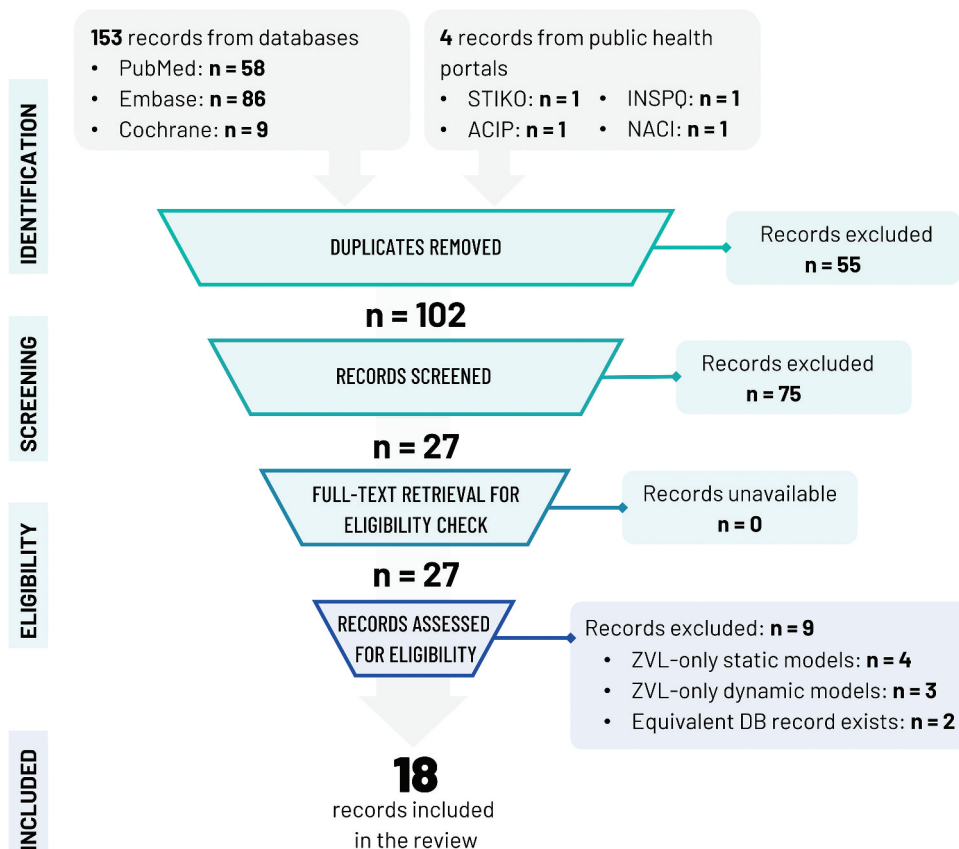 153 records from databases
• PubMed: n = 58
• Embase: n = 86
• Cochrane: n = 9
4 records from public health
portals
• STIKO: n = 1 • INSPQ: n = 1
• ACIP: n = 1 • NACI: n = 1
IDENTIFICATION
DUPLICATES REMOVED
Records excluded
n = 55
n = 102
SCREENING
RECORDS SCREENED
Records excluded
n = 75
n = 27
ELIGIBILITY
FULL-TEXT RETRIEVAL FOR
ELIGIBILITY CHECK
Records unavailable
n = 0
n = 27
RECORDS ASSESSED
FOR ELIGIBILITY
Records excluded: n = 9
• ZVL-only static models: n = 4
• ZVL-only dynamic models: n = 3
• Equivalent DB record exists: n = 2
INCLUDED
18
records included
in the review